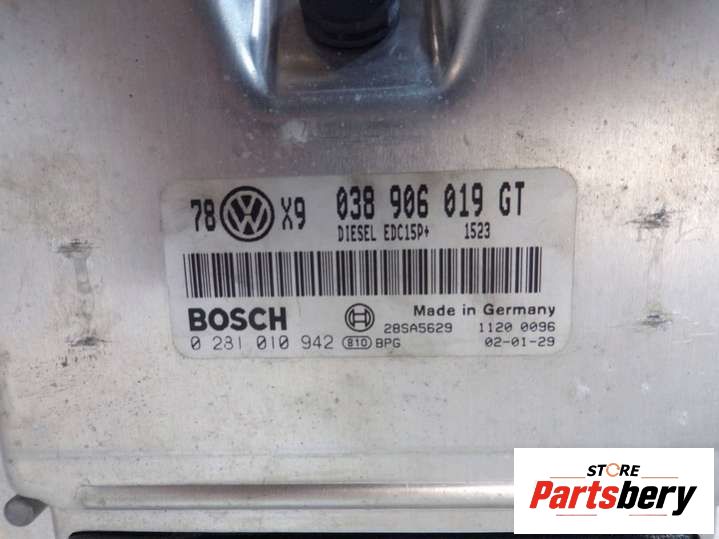 78 VW X9 038 906 019 GT
DIESEL EDC15P+ 1523
BOSCH Made in Germany
28SA5629 1120 0096
0 281 010 942 810 BPG 02-01-29
STORE
Partsbery